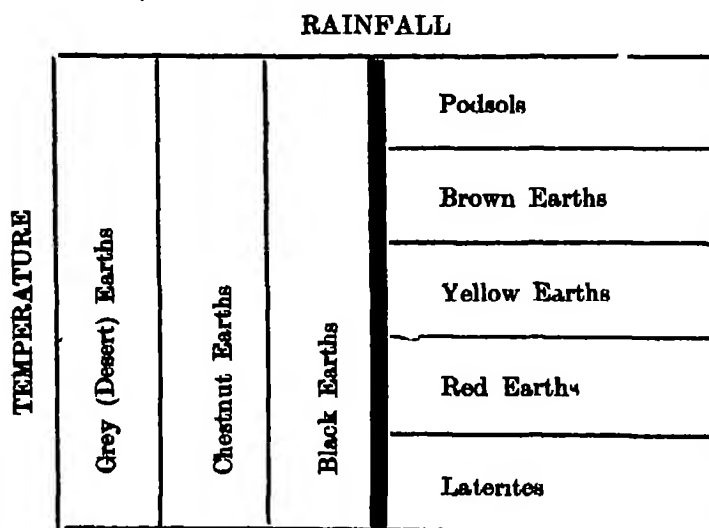 RAINFALL
TEMPERATURE
Grey (Desert) Earths
Chestnut Earths
Black Earths
Podsols
Brown Earths
Yellow Earths
Red Earths
Laterites